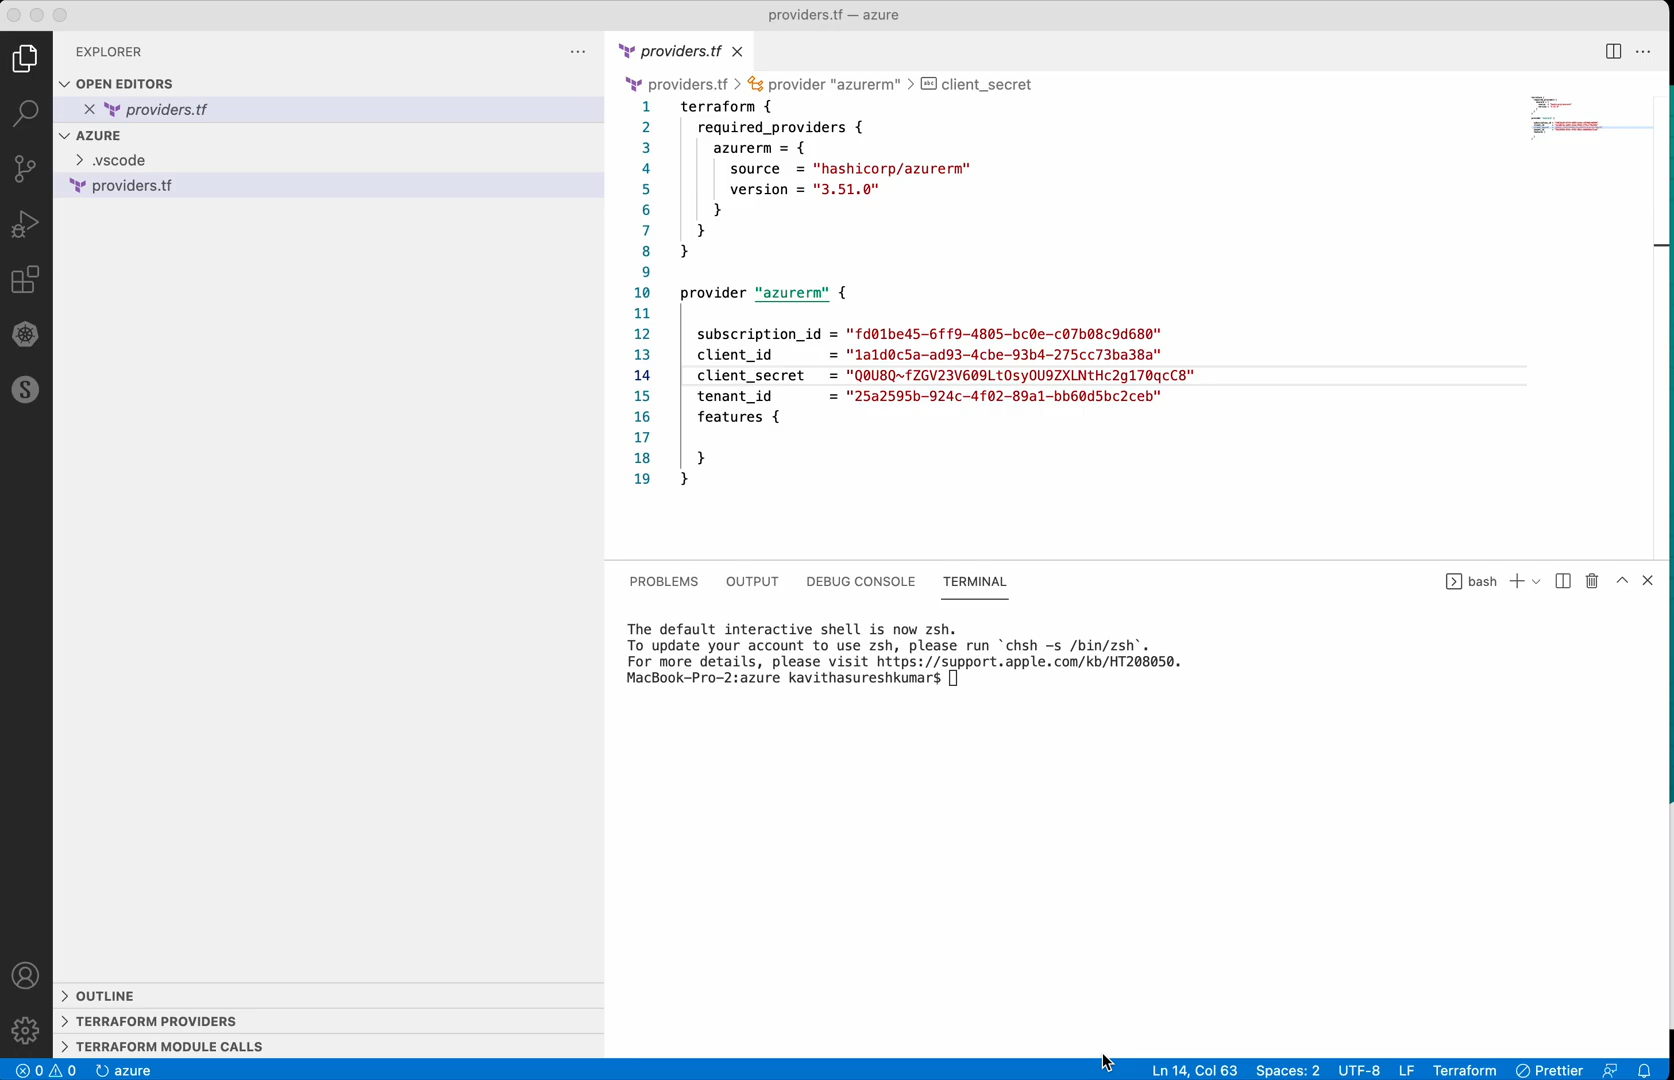 providers.tf — azure
EXPLORER
OPEN EDITORS
providers.tf
AZURE
.vscode
providers.tf
OUTLINE
TERRAFORM PROVIDERS
TERRAFORM MODULE CALLS
providers.tf
providers.tf > provider "azurerm" > client_secret
1 terraform {
2 required_providers {
3 azurerm = {
4 source = "hashicorp/azurerm"
5 version = "3.51.0"
6 }
7 }
8 }
9
10 provider "azurerm" {
11
12 subscription_id = "fd01be45-6ff9-4805-bc0e-c07b08c9d680"
13 client_id = "1a1d0c5a-ad93-4cbe-93b4-275cc73ba38a"
14 client_secret = "Q0U8Q~fZGV23V609LtOsyOU9ZXLNtHc2g170qcC8"
15 tenant_id = "25a2595b-924c-4f02-89a1-bb60d5bc2ceb"
16 features {
17
18 }
19 }
PROBLEMS OUTPUT DEBUG CONSOLE TERMINAL bash
The default interactive shell is now zsh.
To update your account to use zsh, please run `chsh -s /bin/zsh`.
For more details, please visit https://support.apple.com/kb/HT208050.
MacBook-Pro-2:azure kavithasureshkumar$
0 0 azure Ln 14, Col 63 Spaces: 2 UTF-8 LF Terraform Prettier